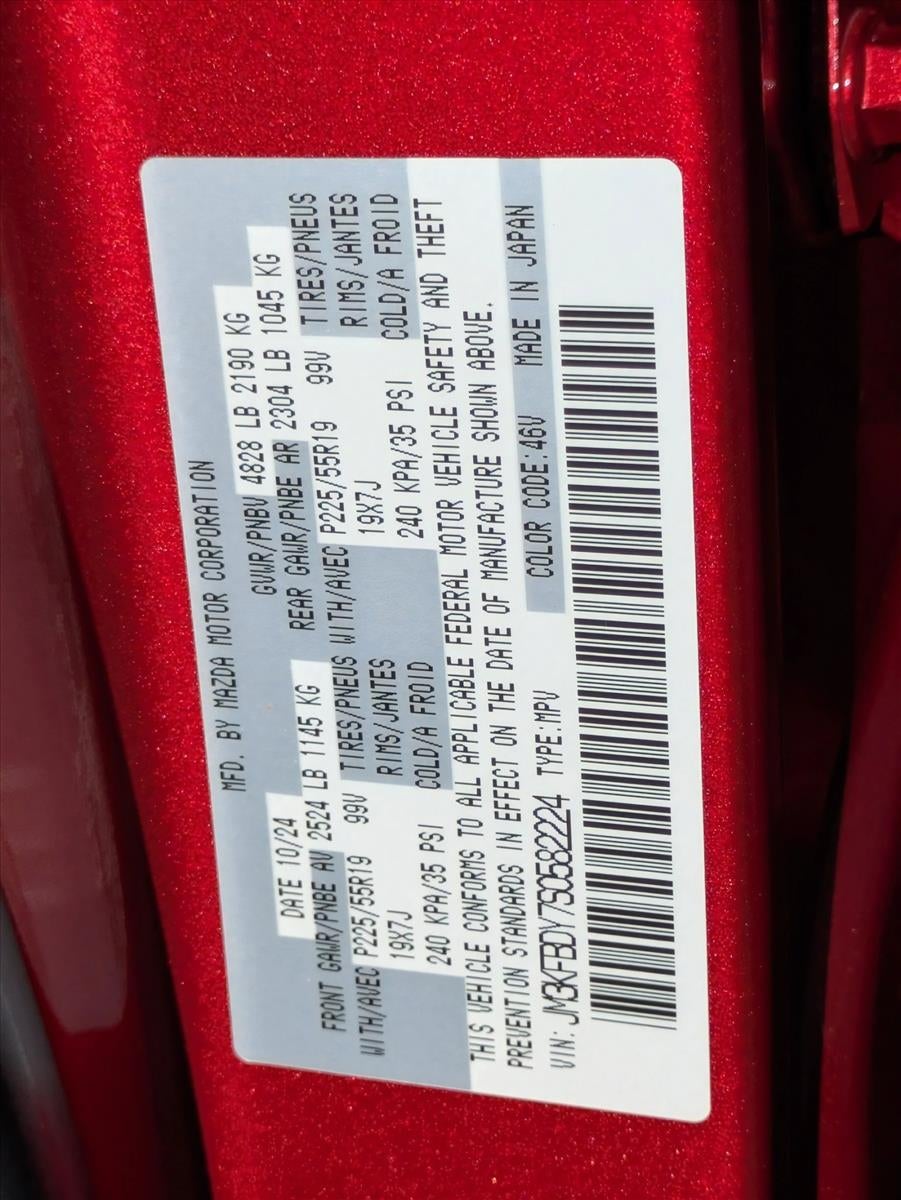 MFD. BY MAZDA MOTOR CORPORATION
DATE 10/24 GVWR/PNBV 4828 LB 2190 KG
FRONT GAWR/PNBE AV 2524 LB 1145 KG REAR GAWR/PNBE AR 2304 LB 1045 KG
WITH/AVEC P225/55R19 99V TIRES/PNEUS WITH/AVEC P225/55R19 99V TIRES/PNEUS
19X7J RIMS/JANTES 19X7J RIMS/JANTES
240 KPA/35 PSI COLD/A FROID 240 KPA/35 PSI COLD/A FROID
THIS VEHICLE CONFORMS TO ALL APPLICABLE FEDERAL MOTOR VEHICLE SAFETY AND THEFT
PREVENTION STANDARDS IN EFFECT ON THE DATE OF MANUFACTURE SHOWN ABOVE.
VIN: JM3KFBDY7S0582224 TYPE:MPV COLOR CODE:46V MADE IN JAPAN